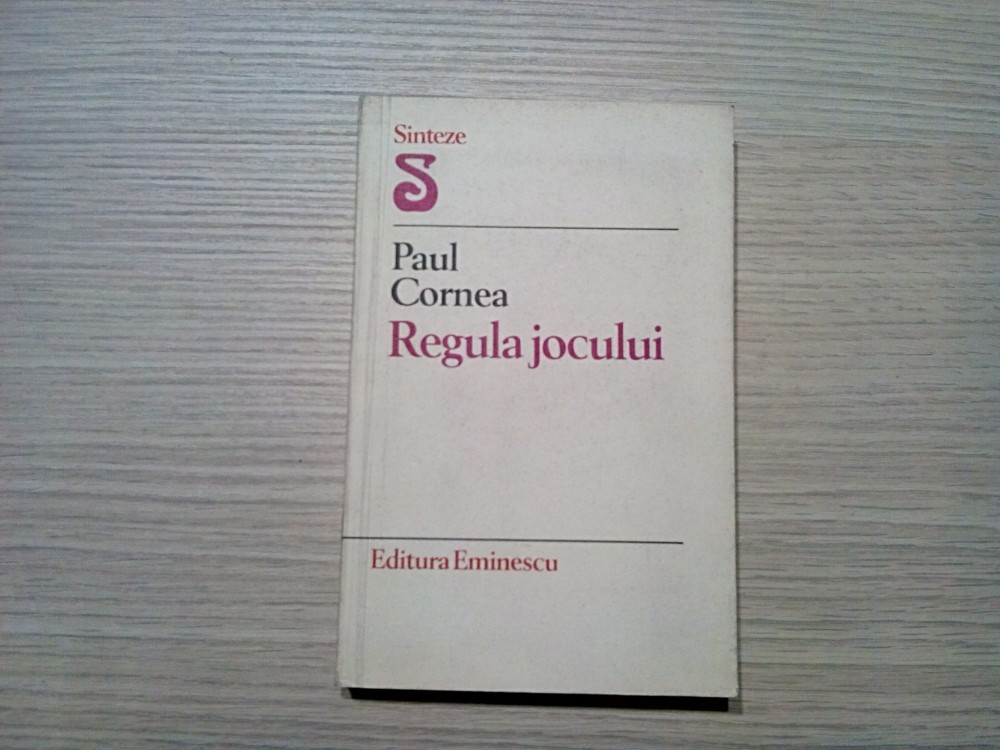 Sinteze
S
Paul
Cornea
Regula jocului
Editura Eminescu